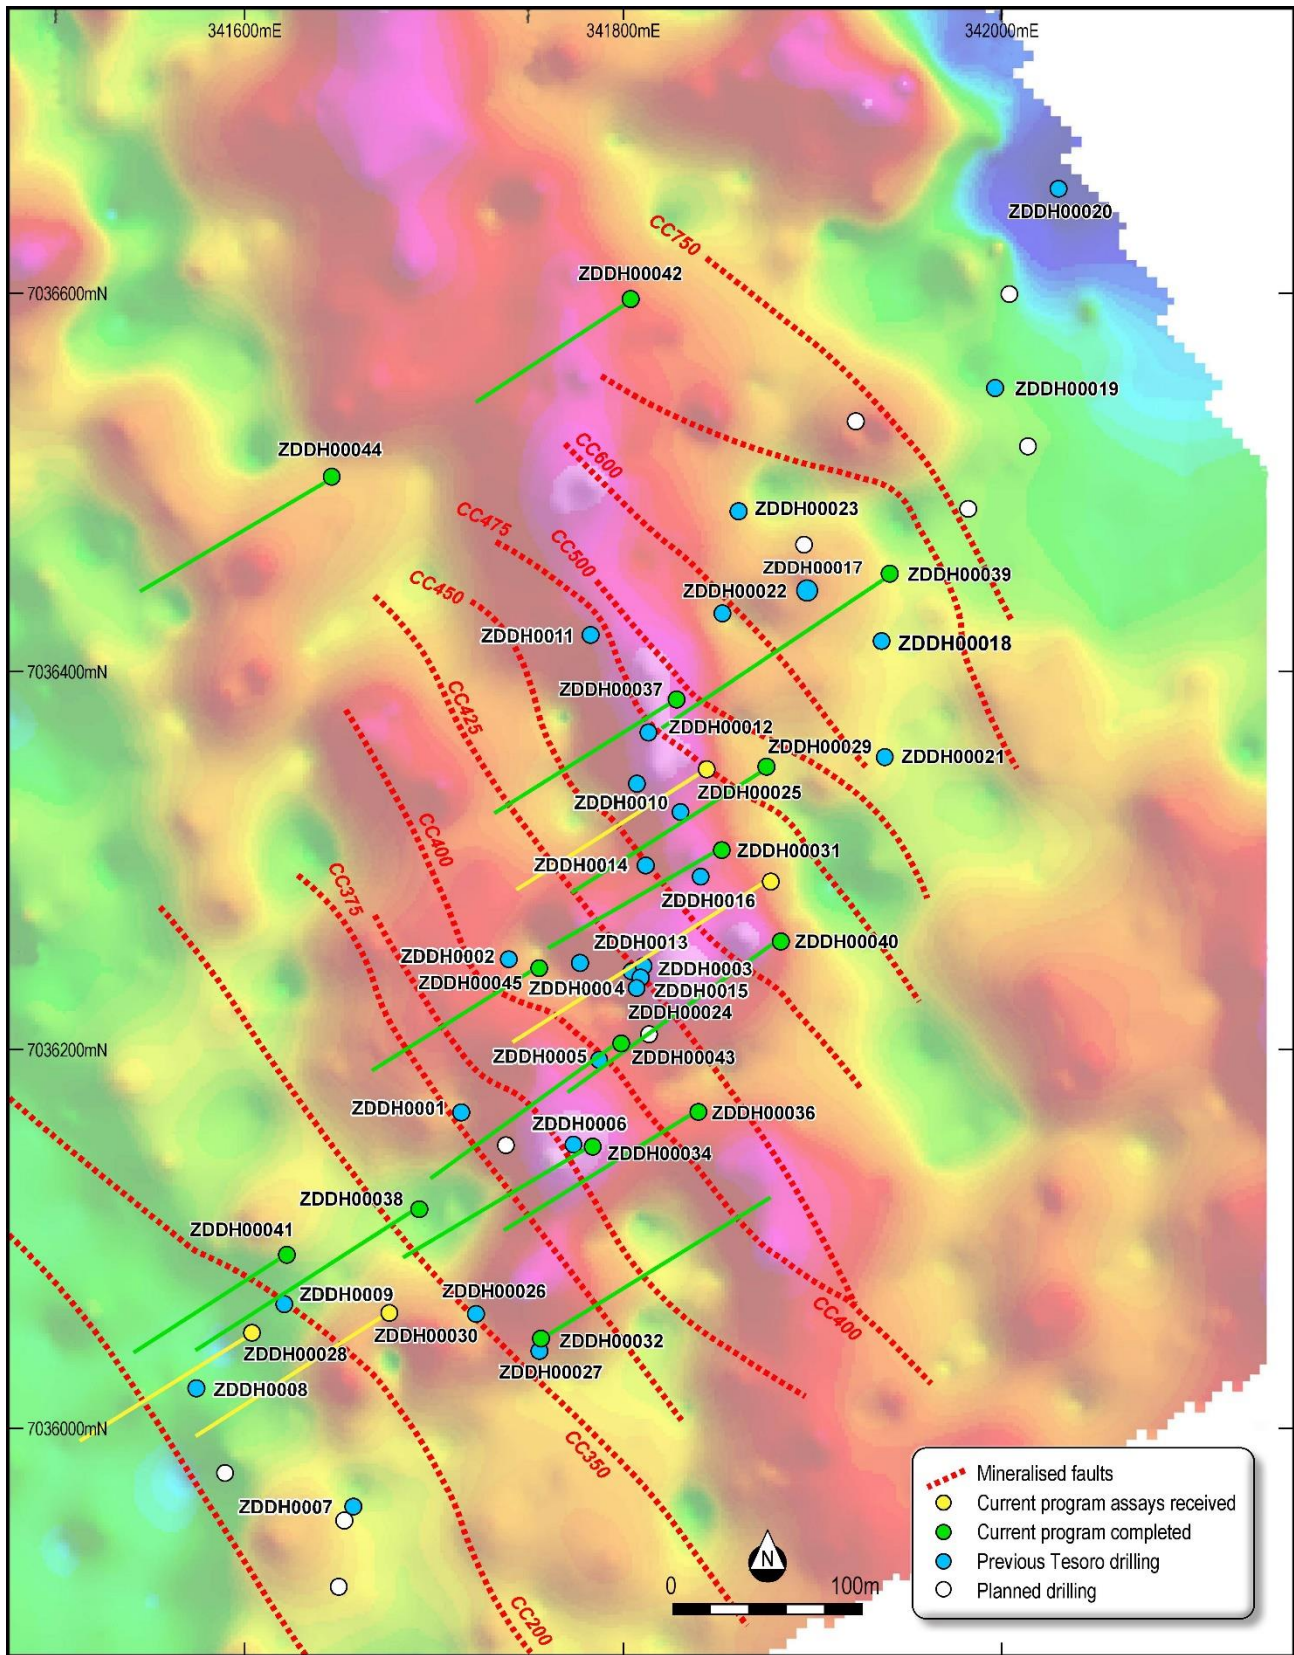 341600mE
341800mE
342000mE
ZDDH00020
CC750
ZDDH00042
7036600mN
ZDDH00019
ZDDH00044
CC600
ZDDH00023
CC475
CC500
ZDDH00017
ZDDH00039
CC450
ZDDH00022
ZDDH0011
ZDDH00018
7036400mN
ZDDH00037
CC425
ZDDH00012
ZDDH00029
ZDDH00021
ZDDH00025
ZDDH0010
CC400
ZDDH00031
ZDDH0014
ZDDH0016
CC375
ZDDH0013
ZDDH00040
ZDDH0002
ZDDH0003
ZDDH00045
ZDDH0004
ZDDH0015
ZDDH00024
7036200mN
ZDDH0005
ZDDH00043
ZDDH0001
ZDDH00036
ZDDH0006
ZDDH00034
ZDDH00038
ZDDH00041
ZDDH0009
ZDDH00026
CC400
ZDDH00030
ZDDH00032
ZDDH00028
ZDDH00027
ZDDH0008
7036000mN
CC350
ZDDH0007
CC200
N
0
100m
Mineralised faults
Current program assays received
Current program completed
Previous Tesoro drilling
Planned drilling